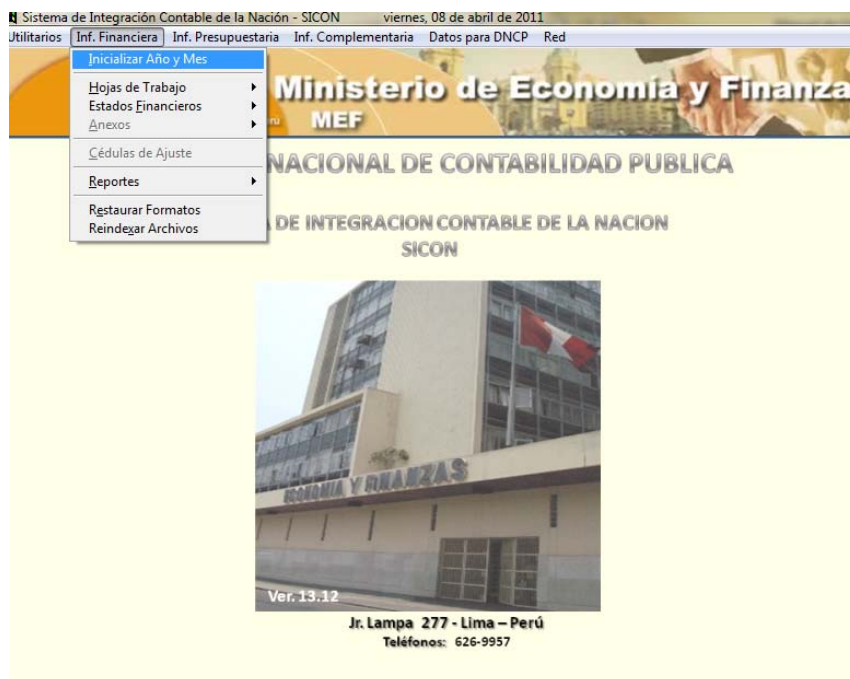 Sistema de Integración Contable de la Nación - SICON viernes, 08 de abril de 2011
Utilitarios Inf. Financiera Inf. Presupuestaria Inf. Complementaria Datos para DNCP Red
Inicializar Año y Mes
Hojas de Trabajo
Estados Financieros
Anexos
Cédulas de Ajuste
Reportes
Restaurar Formatos
Reindexar Archivos
Ministerio de Economía y Finanza
MEF
NACIONAL DE CONTABILIDAD PUBLICA
DE INTEGRACION CONTABLE DE LA NACION
SICON
ECONOMIA Y FINANZAS
Ver. 13.12
Jr. Lampa 277 - Lima – Perú
Teléfonos: 626-9957